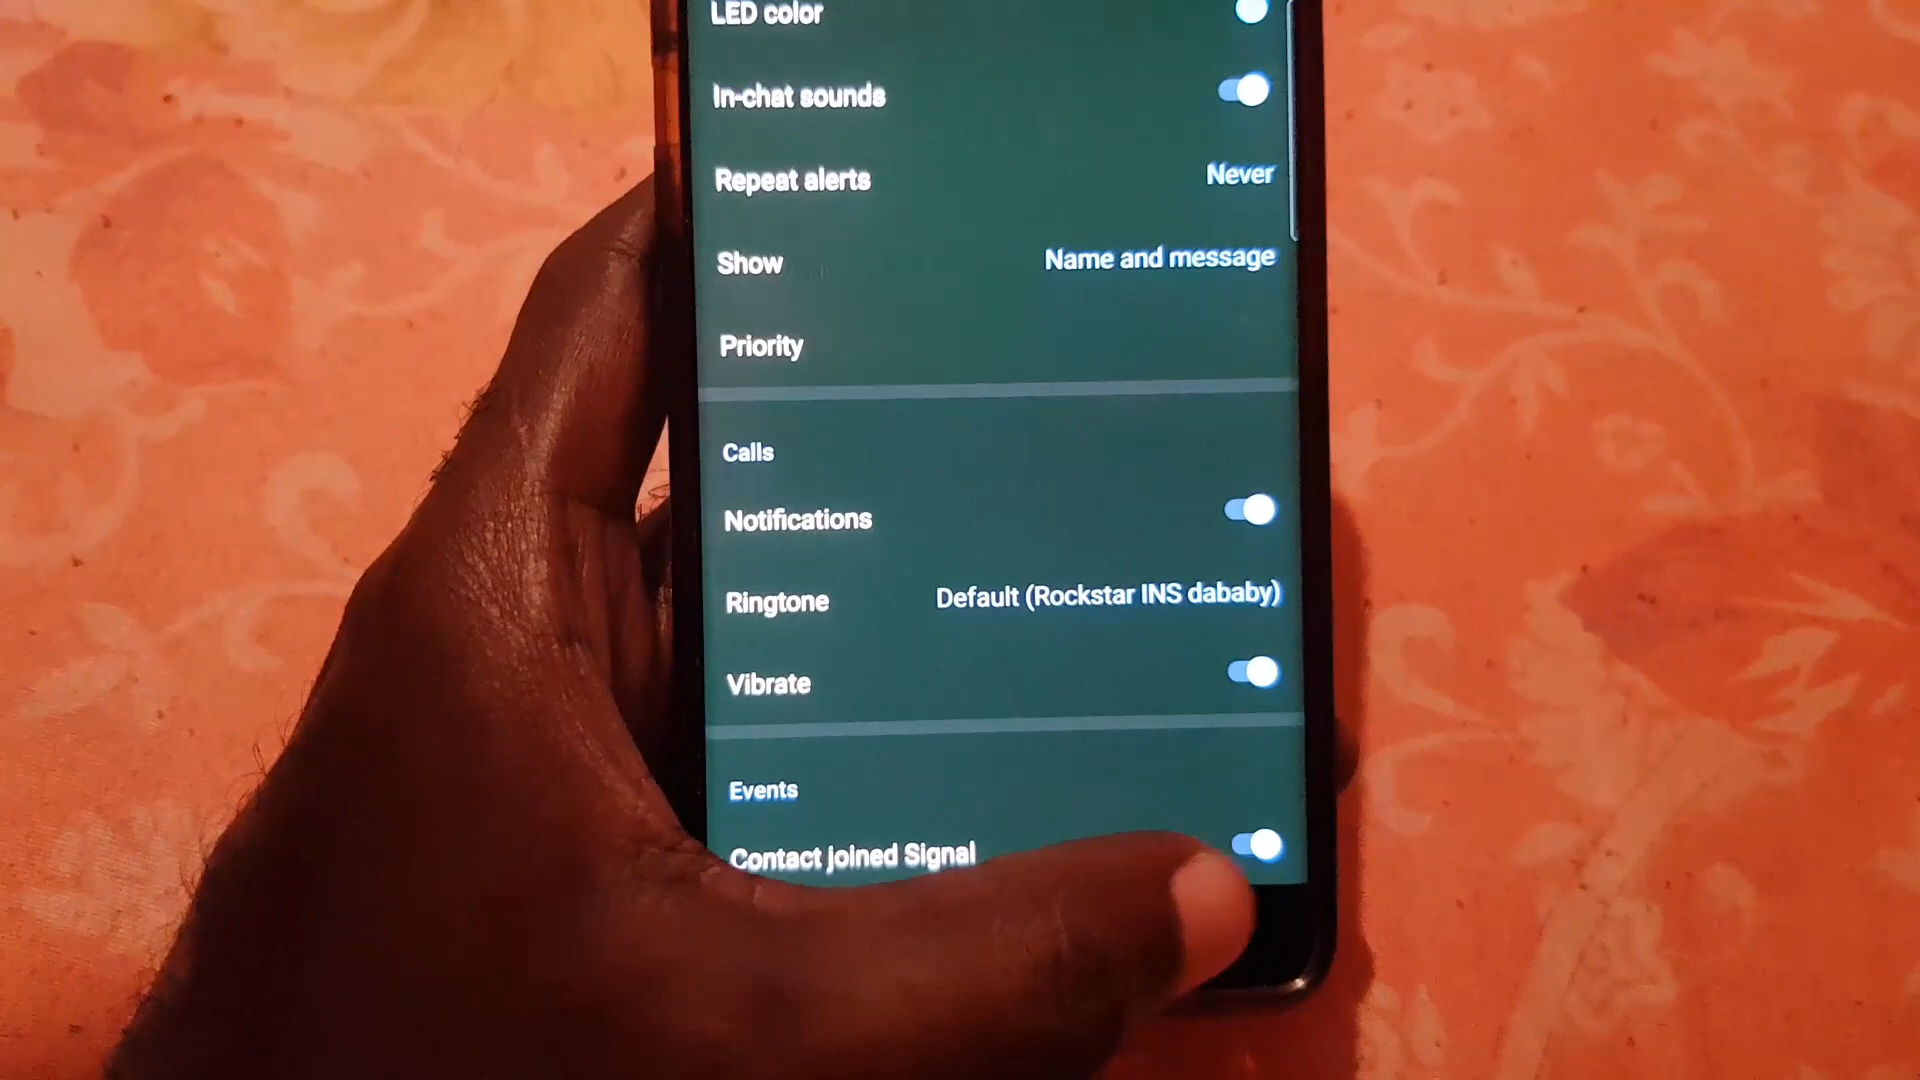 LED color
In-chat sounds
Repeat alerts Never
Show Name and message
Priority
Calls
Notifications
Ringtone Default (Rockstar INS dababy)
Vibrate
Events
Contact joined Signal